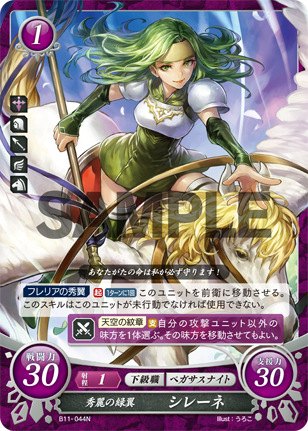 1
SAMPLE
あなたがたの命は私が必ず守ります!
フレリアの秀翼 起 1ターンに1回 このユニットを前衛に移動させる。
このスキルはこのユニットが未行動でなければ使用できない。
天空の紋章 支 自分の攻撃ユニット以外の
味方を1体選ぶ。その味方を移動させてもよい。
戦闘力
30
射程 1 下級職 ペガサスナイト
支援力
30
秀麗の緑翼 シレーネ
B11-044N
Illust:うろこ